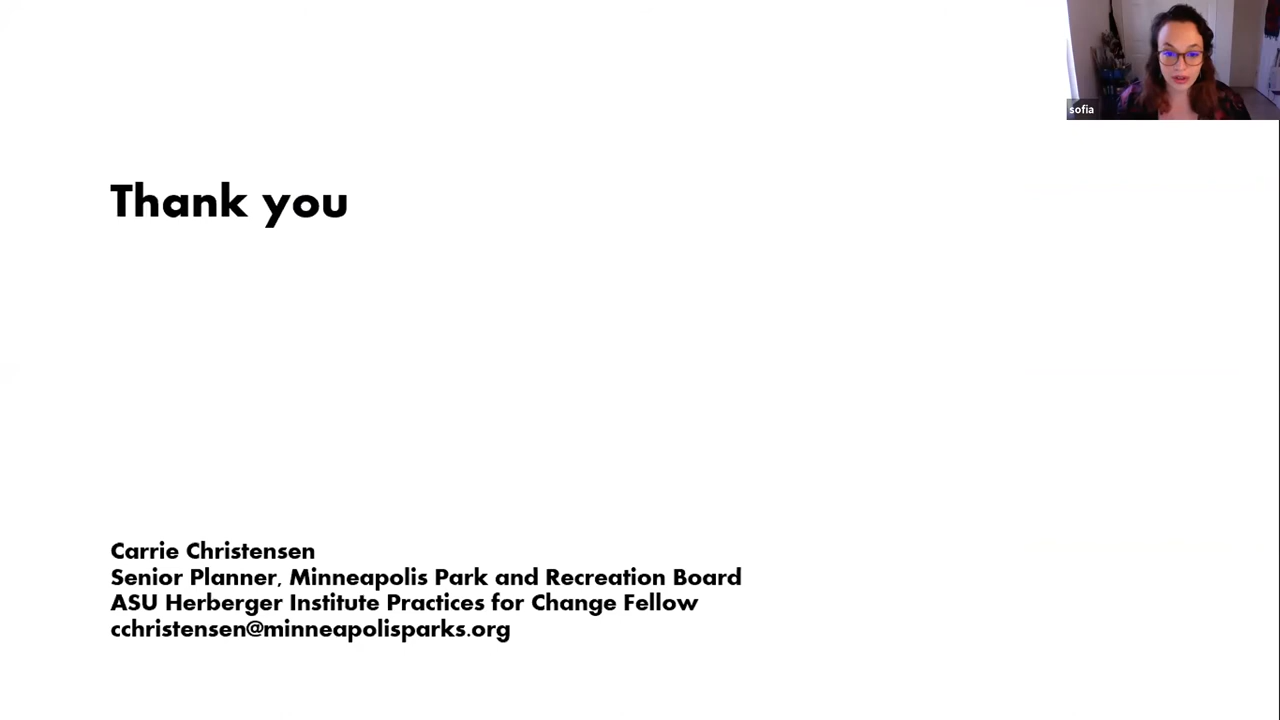 sofia
Thank you
Carrie Christensen
Senior Planner, Minneapolis Park and Recreation Board
ASU Herberger Institute Practices for Change Fellow
cchristensen@minneapolisparks.org